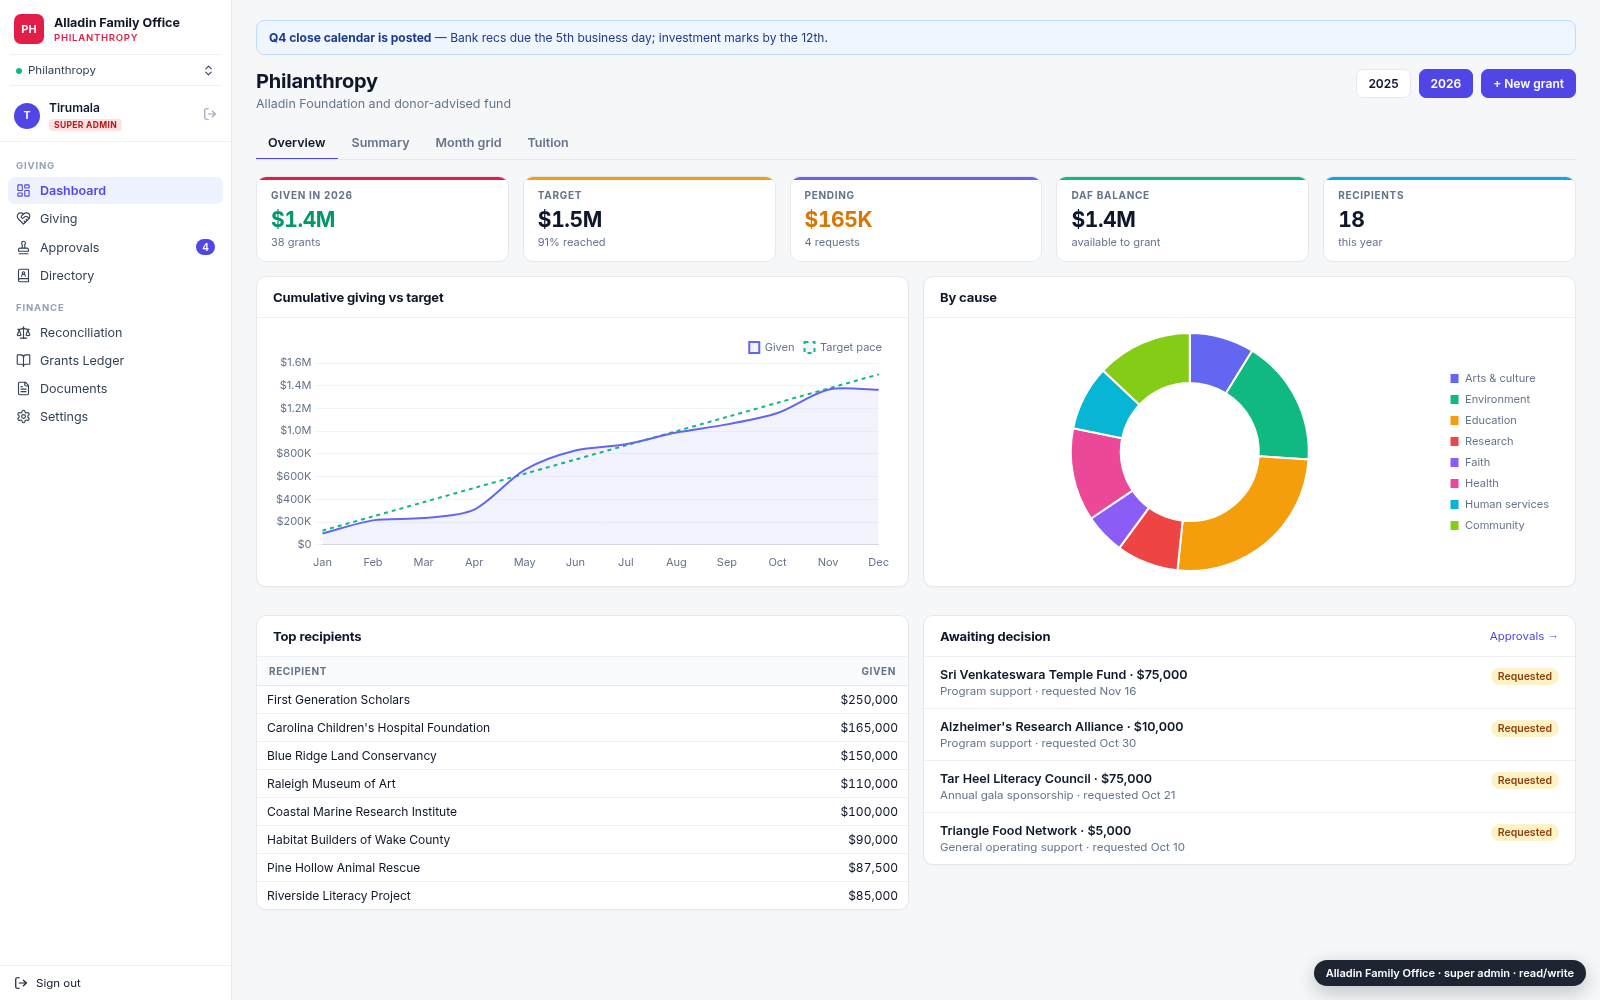 PH
Alladin Family Office
PHILANTHROPY
Philanthropy
T
Tirumala
SUPER ADMIN
GIVING
Dashboard
Giving
Approvals
4
Directory
FINANCE
Reconciliation
Grants Ledger
Documents
Settings
Sign out
Q4 close calendar is posted — Bank recs due the 5th business day; investment marks by the 12th.
Philanthropy
Alladin Foundation and donor-advised fund
2025
2026
+ New grant
Overview
Summary
Month grid
Tuition
GIVEN IN 2026
$1.4M
38 grants
TARGET
$1.5M
91% reached
PENDING
$165K
4 requests
DAF BALANCE
$1.4M
available to grant
RECIPIENTS
18
this year
Cumulative giving vs target
Given
Target pace
$1.6M
$1.4M
$1.2M
$1.0M
$800K
$600K
$400K
$200K
$0
Jan Feb Mar Apr May Jun Jul Aug Sep Oct Nov Dec
By cause
Arts & culture
Environment
Education
Research
Faith
Health
Human services
Community
Top recipients
RECIPIENT GIVEN
First Generation Scholars $250,000
Carolina Children's Hospital Foundation $165,000
Blue Ridge Land Conservancy $150,000
Raleigh Museum of Art $110,000
Coastal Marine Research Institute $100,000
Habitat Builders of Wake County $90,000
Pine Hollow Animal Rescue $87,500
Riverside Literacy Project $85,000
Awaiting decision
Approvals →
Sri Venkateswara Temple Fund · $75,000
Requested
Program support · requested Nov 16
Alzheimer's Research Alliance · $10,000
Requested
Program support · requested Oct 30
Tar Heel Literacy Council · $75,000
Requested
Annual gala sponsorship · requested Oct 21
Triangle Food Network · $5,000
Requested
General operating support · requested Oct 10
Alladin Family Office · super admin · read/write